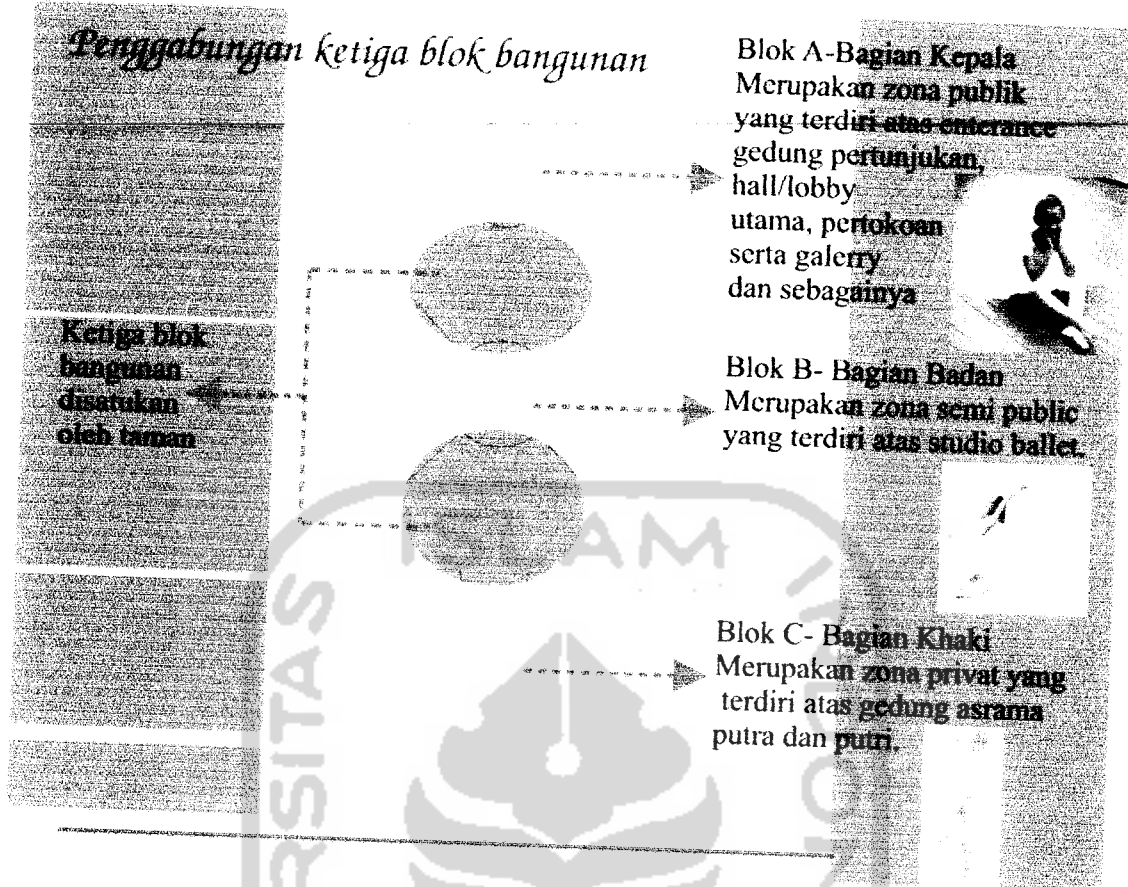 Penggabungan ketiga blok bangunan
Blok A-Bagian Kepala
Merupakan zona publik
yang terdiri atas enterance
gedung pertunjukan,
hall/lobby
utama, pertokoan
serta galerry
dan sebagainya
Ketiga blok
bangunan
disatukan
oleh taman
Blok B- Bagian Badan
Merupakan zona semi public
yang terdiri atas studio ballet.
Blok C- Bagian Khaki
Merupakan zona privat yang
terdiri atas gedung asrama
putra dan putri.
ISLAM